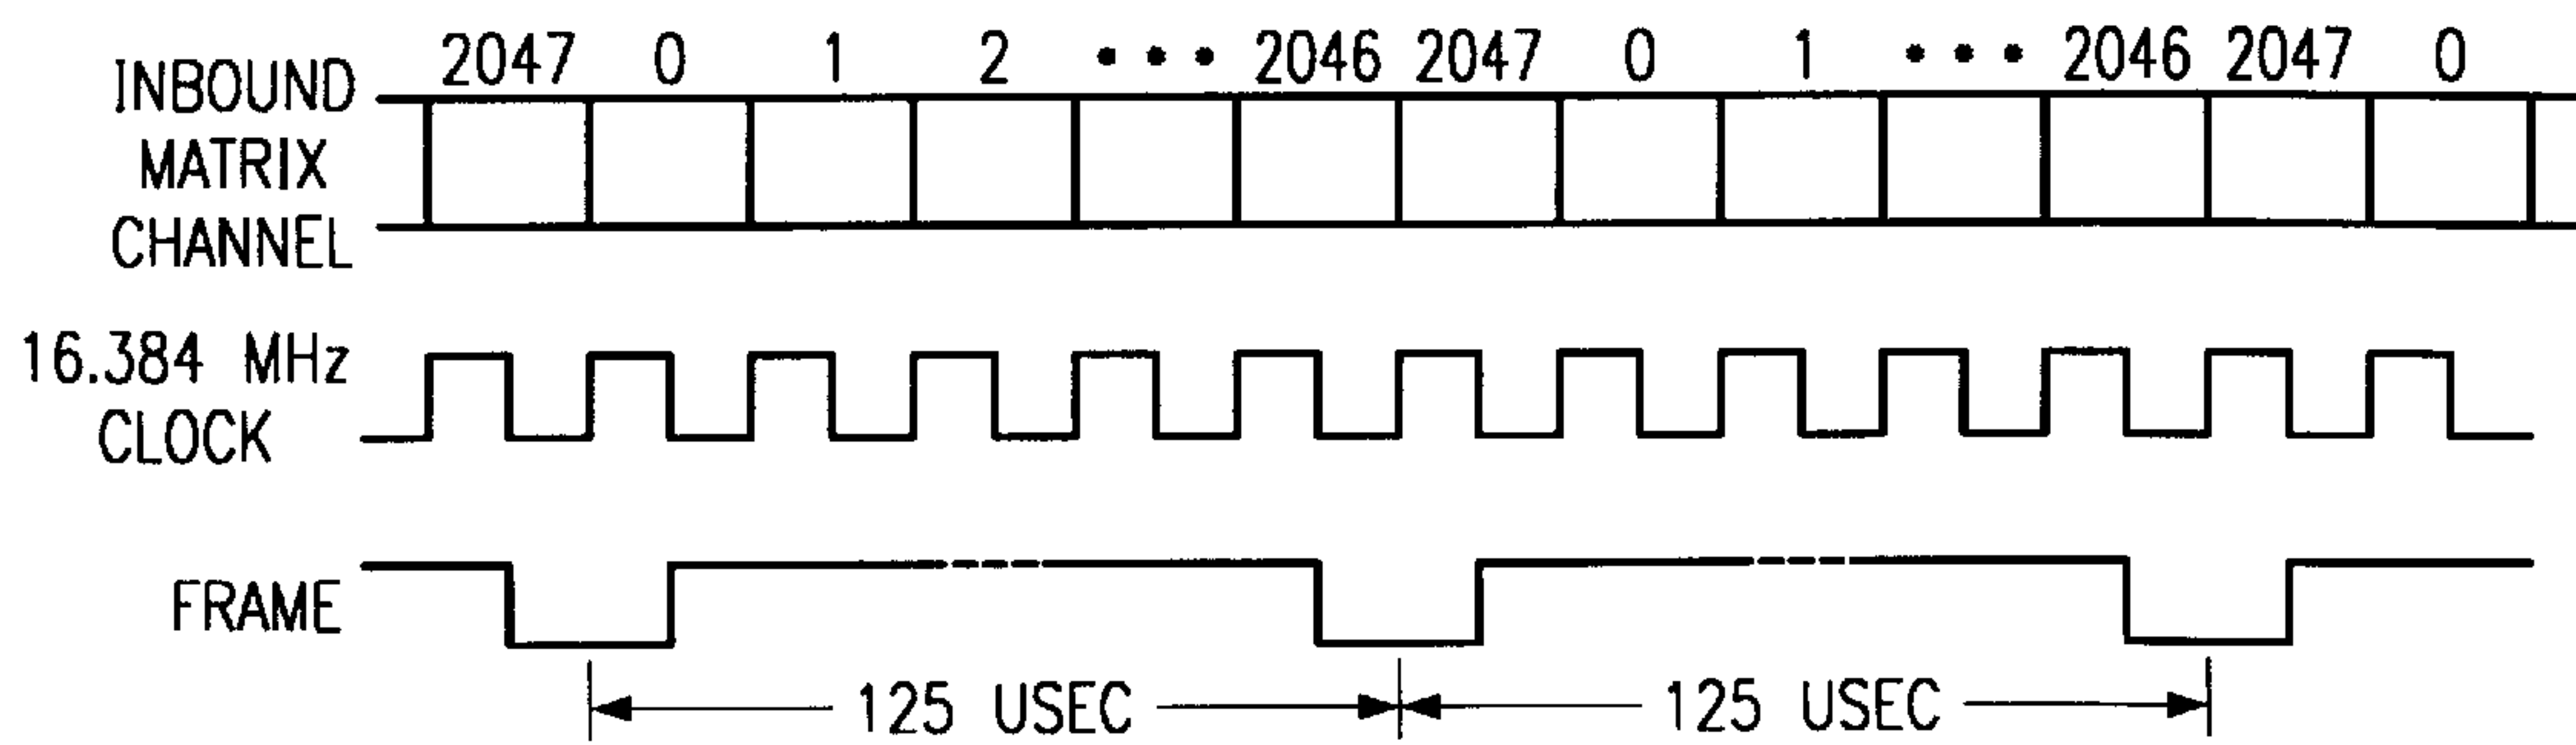 2047 0 1 2 • • • 2046 2047 0 1 • • • 2046 2047 0
INBOUND
MATRIX
CHANNEL
16.384 MHz
CLOCK
FRAME
125 USEC 125 USEC